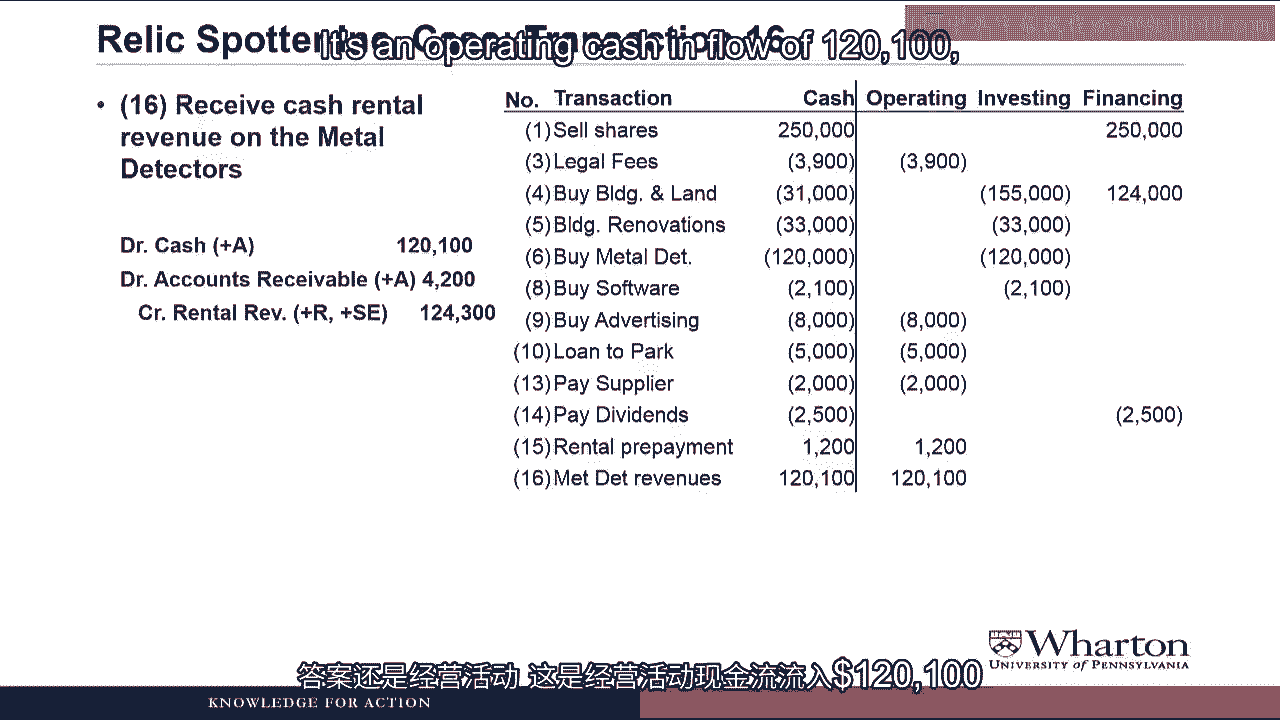 Relic Spotter Inc. Case: Transaction 16
It's an operating cash in flow of 120,100,
• (16) Receive cash rental
revenue on the Metal
Detectors
Dr. Cash (+A) 120,100
Dr. Accounts Receivable (+A) 4,200
Cr. Rental Rev. (+R, +SE) 124,300
No. Transaction Cash Operating Investing Financing
(1) Sell shares 250,000 250,000
(3) Legal Fees (3,900) (3,900)
(4) Buy Bldg. & Land (31,000) (155,000) 124,000
(5) Bldg. Renovations (33,000) (33,000)
(6) Buy Metal Det. (120,000) (120,000)
(8) Buy Software (2,100) (2,100)
(9) Buy Advertising (8,000) (8,000)
(10) Loan to Park (5,000) (5,000)
(13) Pay Supplier (2,000) (2,000)
(14) Pay Dividends (2,500) (2,500)
(15) Rental prepayment 1,200 1,200
(16) Met Det revenues 120,100 120,100
Wharton
UNIVERSITY of PENNSYLVANIA
答案还是经营活动 这是经营活动现金流流入$120,100
KNOWLEDGE FOR ACTION